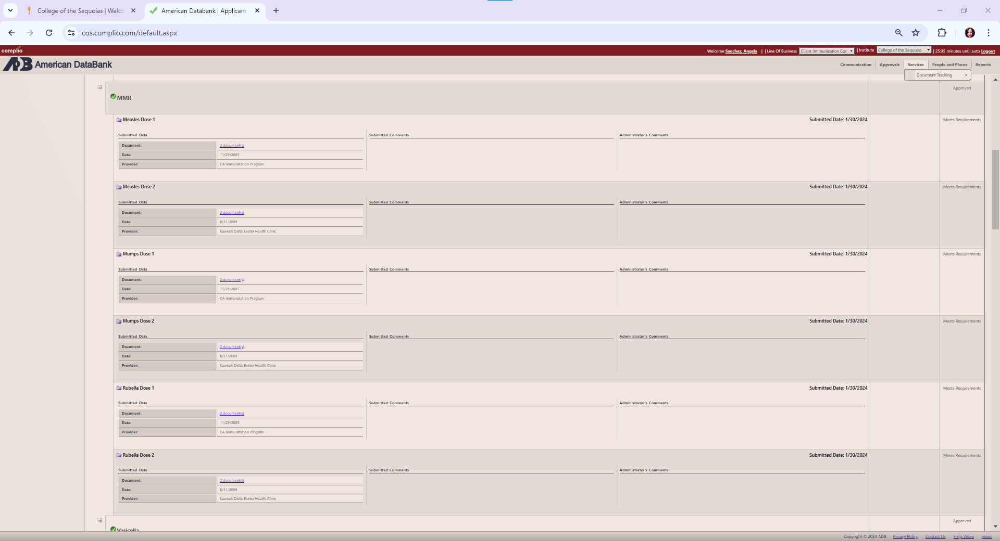 College of the Sequoias | Welco
American Databank | Applicant
cos.complio.com/default.aspx
complio
Welcome Sanchez, Angela | | Line Of Business Client (Immunization Cor | Institute College of the Sequoias | 25:35 minutes until auto Logout
ADB American DataBank
Communication Approvals Services People and Places Reports
Document Tracking
MMR Approved
Measles Dose 1 Submitted Date: 1/30/2024 Meets Requirements
Submitted Data Submitted Comments Administrator's Comments
Document: 2 document(s)
Date: 11/29/2005
Provider: CA Immunization Program
Measles Dose 2 Submitted Date: 1/30/2024 Meets Requirements
Submitted Data Submitted Comments Administrator's Comments
Document: 2 document(s)
Date: 8/31/2009
Provider: Kaweah Delta Exeter Health Clinic
Mumps Dose 1 Submitted Date: 1/30/2024 Meets Requirements
Submitted Data Submitted Comments Administrator's Comments
Document: 2 document(s)
Date: 11/29/2005
Provider: CA Immunization Program
Mumps Dose 2 Submitted Date: 1/30/2024 Meets Requirements
Submitted Data Submitted Comments Administrator's Comments
Document: 2 document(s)
Date: 8/31/2009
Provider: Kaweah Delta Exeter Health Clinic
Rubella Dose 1 Submitted Date: 1/30/2024 Meets Requirements
Submitted Data Submitted Comments Administrator's Comments
Document: 2 document(s)
Date: 11/29/2005
Provider: CA Immunization Program
Rubella Dose 2 Submitted Date: 1/30/2024 Meets Requirements
Submitted Data Submitted Comments Administrator's Comments
Document: 2 document(s)
Date: 8/31/2009
Provider: Kaweah Delta Exeter Health Clinic
Approved
Varicella
Copyright © 2024 ADB Privacy Policy Contact Us Help Video video